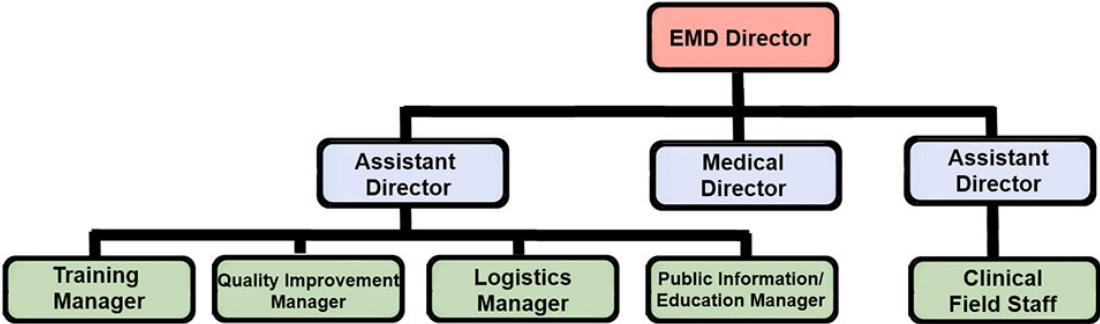 EMD Director
Assistant
Director
Medical
Director
Assistant
Director
Training
Manager
Quality Improvement
Manager
Logistics
Manager
Public Information/
Education Manager
Clinical
Field Staff